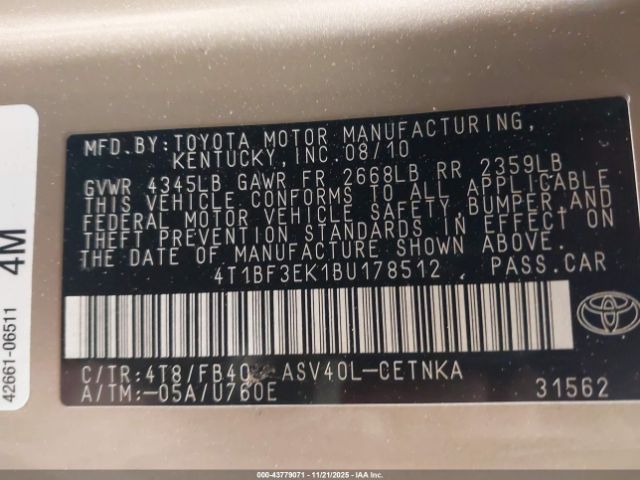 MFD.BY:TOYOTA MOTOR MANUFACTURING,
KENTUCKY,INC.08/10
GVWR 4345LB GAWR FR 2668LB RR 2359LB
THIS VEHICLE CONFORMS TO ALL APPLICABLE
FEDERAL MOTOR VEHICLE SAFETY,BUMPER,AND
THEFT PREVENTION STANDARDS IN EFFECT ON
THE DATE OF MANUFACTURE SHOWN ABOVE.
4T1BF3EK1BU178512 PASS.CAR
C/TR:4T8/FB40 ASV40L-CETNKA
A/TM:-05A/U760E 31562
4M
42661-06511
000-43779071 - 11/21/2025 - IAA Inc.